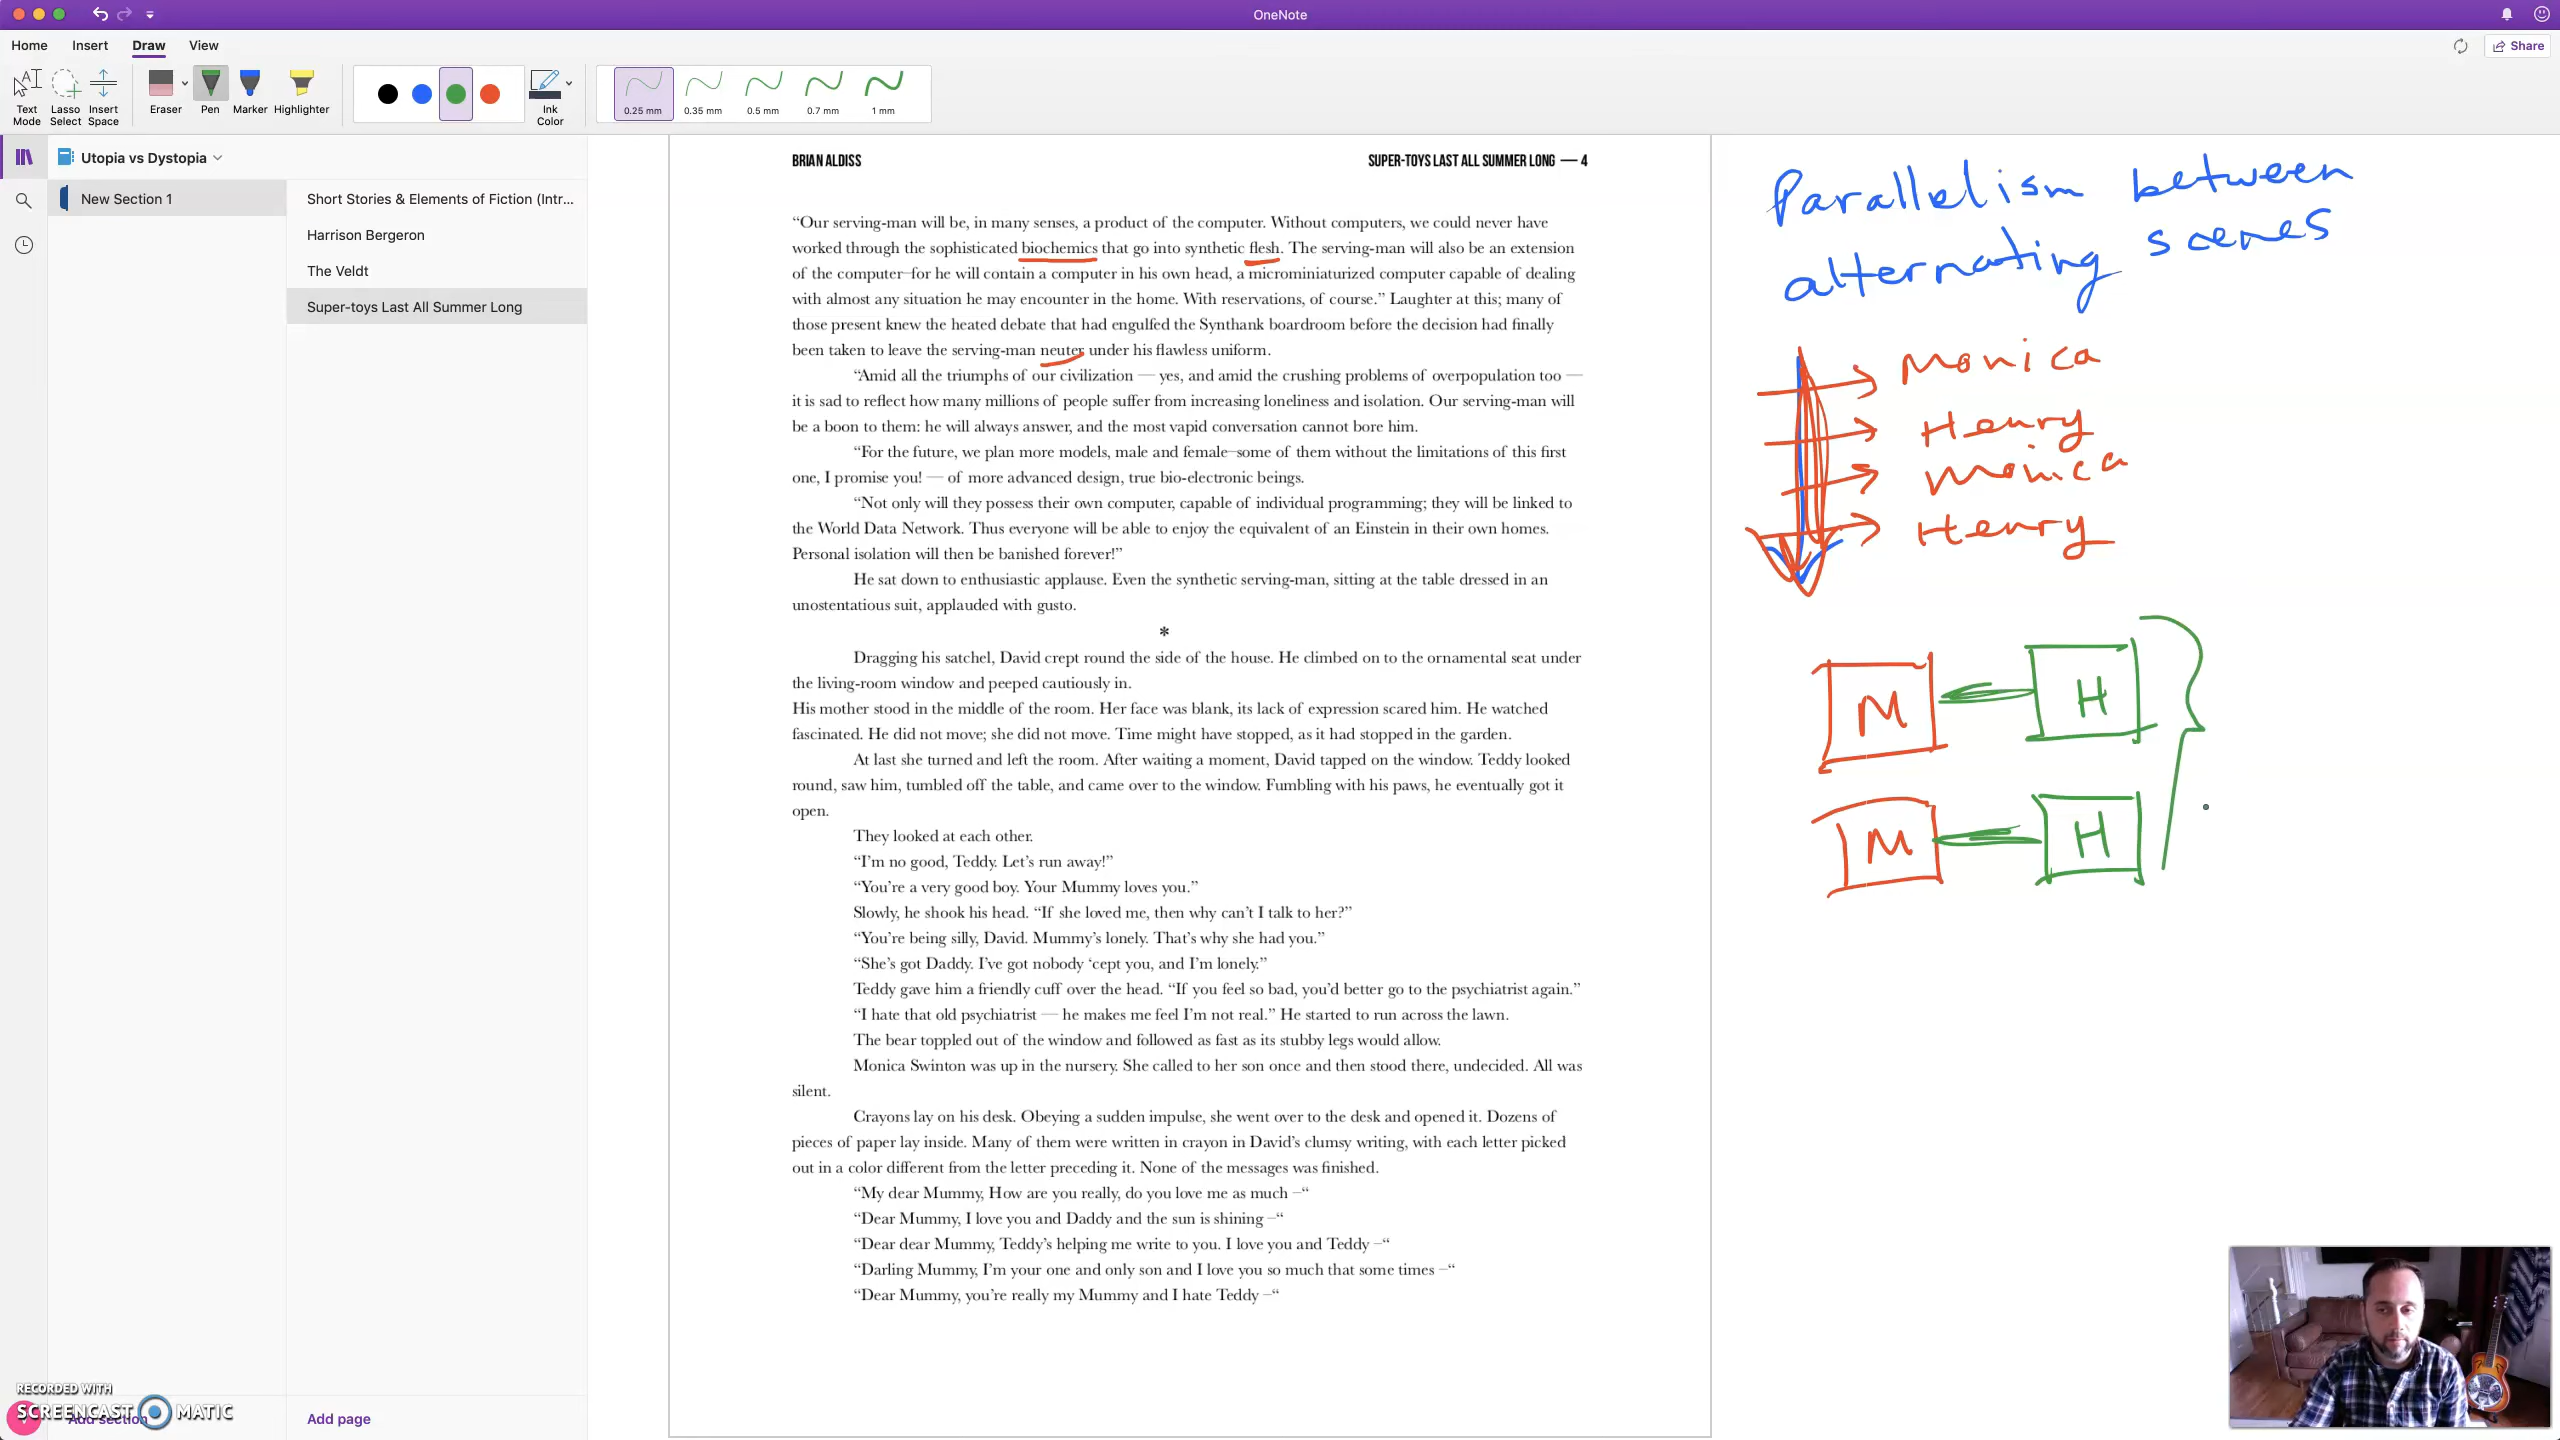 OneNote
Home Insert Draw View
Share
Text Mode
Lasso Select
Insert Space
Eraser
Pen
Marker
Highlighter
Ink Color
0.25 mm
0.35 mm
0.5 mm
0.7 mm
1 mm
Utopia vs Dystopia
New Section 1
Short Stories & Elements of Fiction (Intr...
Harrison Bergeron
The Veldt
Super-toys Last All Summer Long
BRIAN ALDISS
SUPER-TOYS LAST ALL SUMMER LONG — 4
“Our serving-man will be, in many senses, a product of the computer. Without computers, we could never have
worked through the sophisticated biochemics that go into synthetic flesh. The serving-man will also be an extension
of the computer–for he will contain a computer in his own head, a microminiaturized computer capable of dealing
with almost any situation he may encounter in the home. With reservations, of course.” Laughter at this; many of
those present knew the heated debate that had engulfed the Synthank boardroom before the decision had finally
been taken to leave the serving-man neuter under his flawless uniform.
“Amid all the triumphs of our civilization — yes, and amid the crushing problems of overpopulation too —
it is sad to reflect how many millions of people suffer from increasing loneliness and isolation. Our serving-man will
be a boon to them: he will always answer, and the most vapid conversation cannot bore him.
“For the future, we plan more models, male and female–some of them without the limitations of this first
one, I promise you! — of more advanced design, true bio-electronic beings.
“Not only will they possess their own computer, capable of individual programming; they will be linked to
the World Data Network. Thus everyone will be able to enjoy the equivalent of an Einstein in their own homes.
Personal isolation will then be banished forever!”
He sat down to enthusiastic applause. Even the synthetic serving-man, sitting at the table dressed in an
unostentatious suit, applauded with gusto.
*
Dragging his satchel, David crept round the side of the house. He climbed on to the ornamental seat under
the living-room window and peeped cautiously in.
His mother stood in the middle of the room. Her face was blank, its lack of expression scared him. He watched
fascinated. He did not move; she did not move. Time might have stopped, as it had stopped in the garden.
At last she turned and left the room. After waiting a moment, David tapped on the window. Teddy looked
round, saw him, tumbled off the table, and came over to the window. Fumbling with his paws, he eventually got it
open.
They looked at each other.
“I’m no good, Teddy. Let’s run away!”
“You’re a very good boy. Your Mummy loves you.”
Slowly, he shook his head. “If she loved me, then why can’t I talk to her?”
“You’re being silly, David. Mummy’s lonely. That’s why she had you.”
“She’s got Daddy. I’ve got nobody ‘cept you, and I’m lonely.”
Teddy gave him a friendly cuff over the head. “If you feel so bad, you’d better go to the psychiatrist again.”
“I hate that old psychiatrist — he makes me feel I’m not real.” He started to run across the lawn.
The bear toppled out of the window and followed as fast as its stubby legs would allow.
Monica Swinton was up in the nursery. She called to her son once and then stood there, undecided. All was
silent.
Crayons lay on his desk. Obeying a sudden impulse, she went over to the desk and opened it. Dozens of
pieces of paper lay inside. Many of them were written in crayon in David’s clumsy writing, with each letter picked
out in a color different from the letter preceding it. None of the messages was finished.
“My dear Mummy, How are you really, do you love me as much –“
“Dear Mummy, I love you and Daddy and the sun is shining –“
“Dear dear Mummy, Teddy’s helping me write to you. I love you and Teddy –“
“Darling Mummy, I’m your one and only son and I love you so much that some times –“
“Dear Mummy, you’re really my Mummy and I hate Teddy –“
Parallelism between
alternating scenes
Monica
Henry
Monica
Henry
M H
M H
RECORDED WITH
SCREENCAST MATIC
Add section
Add page